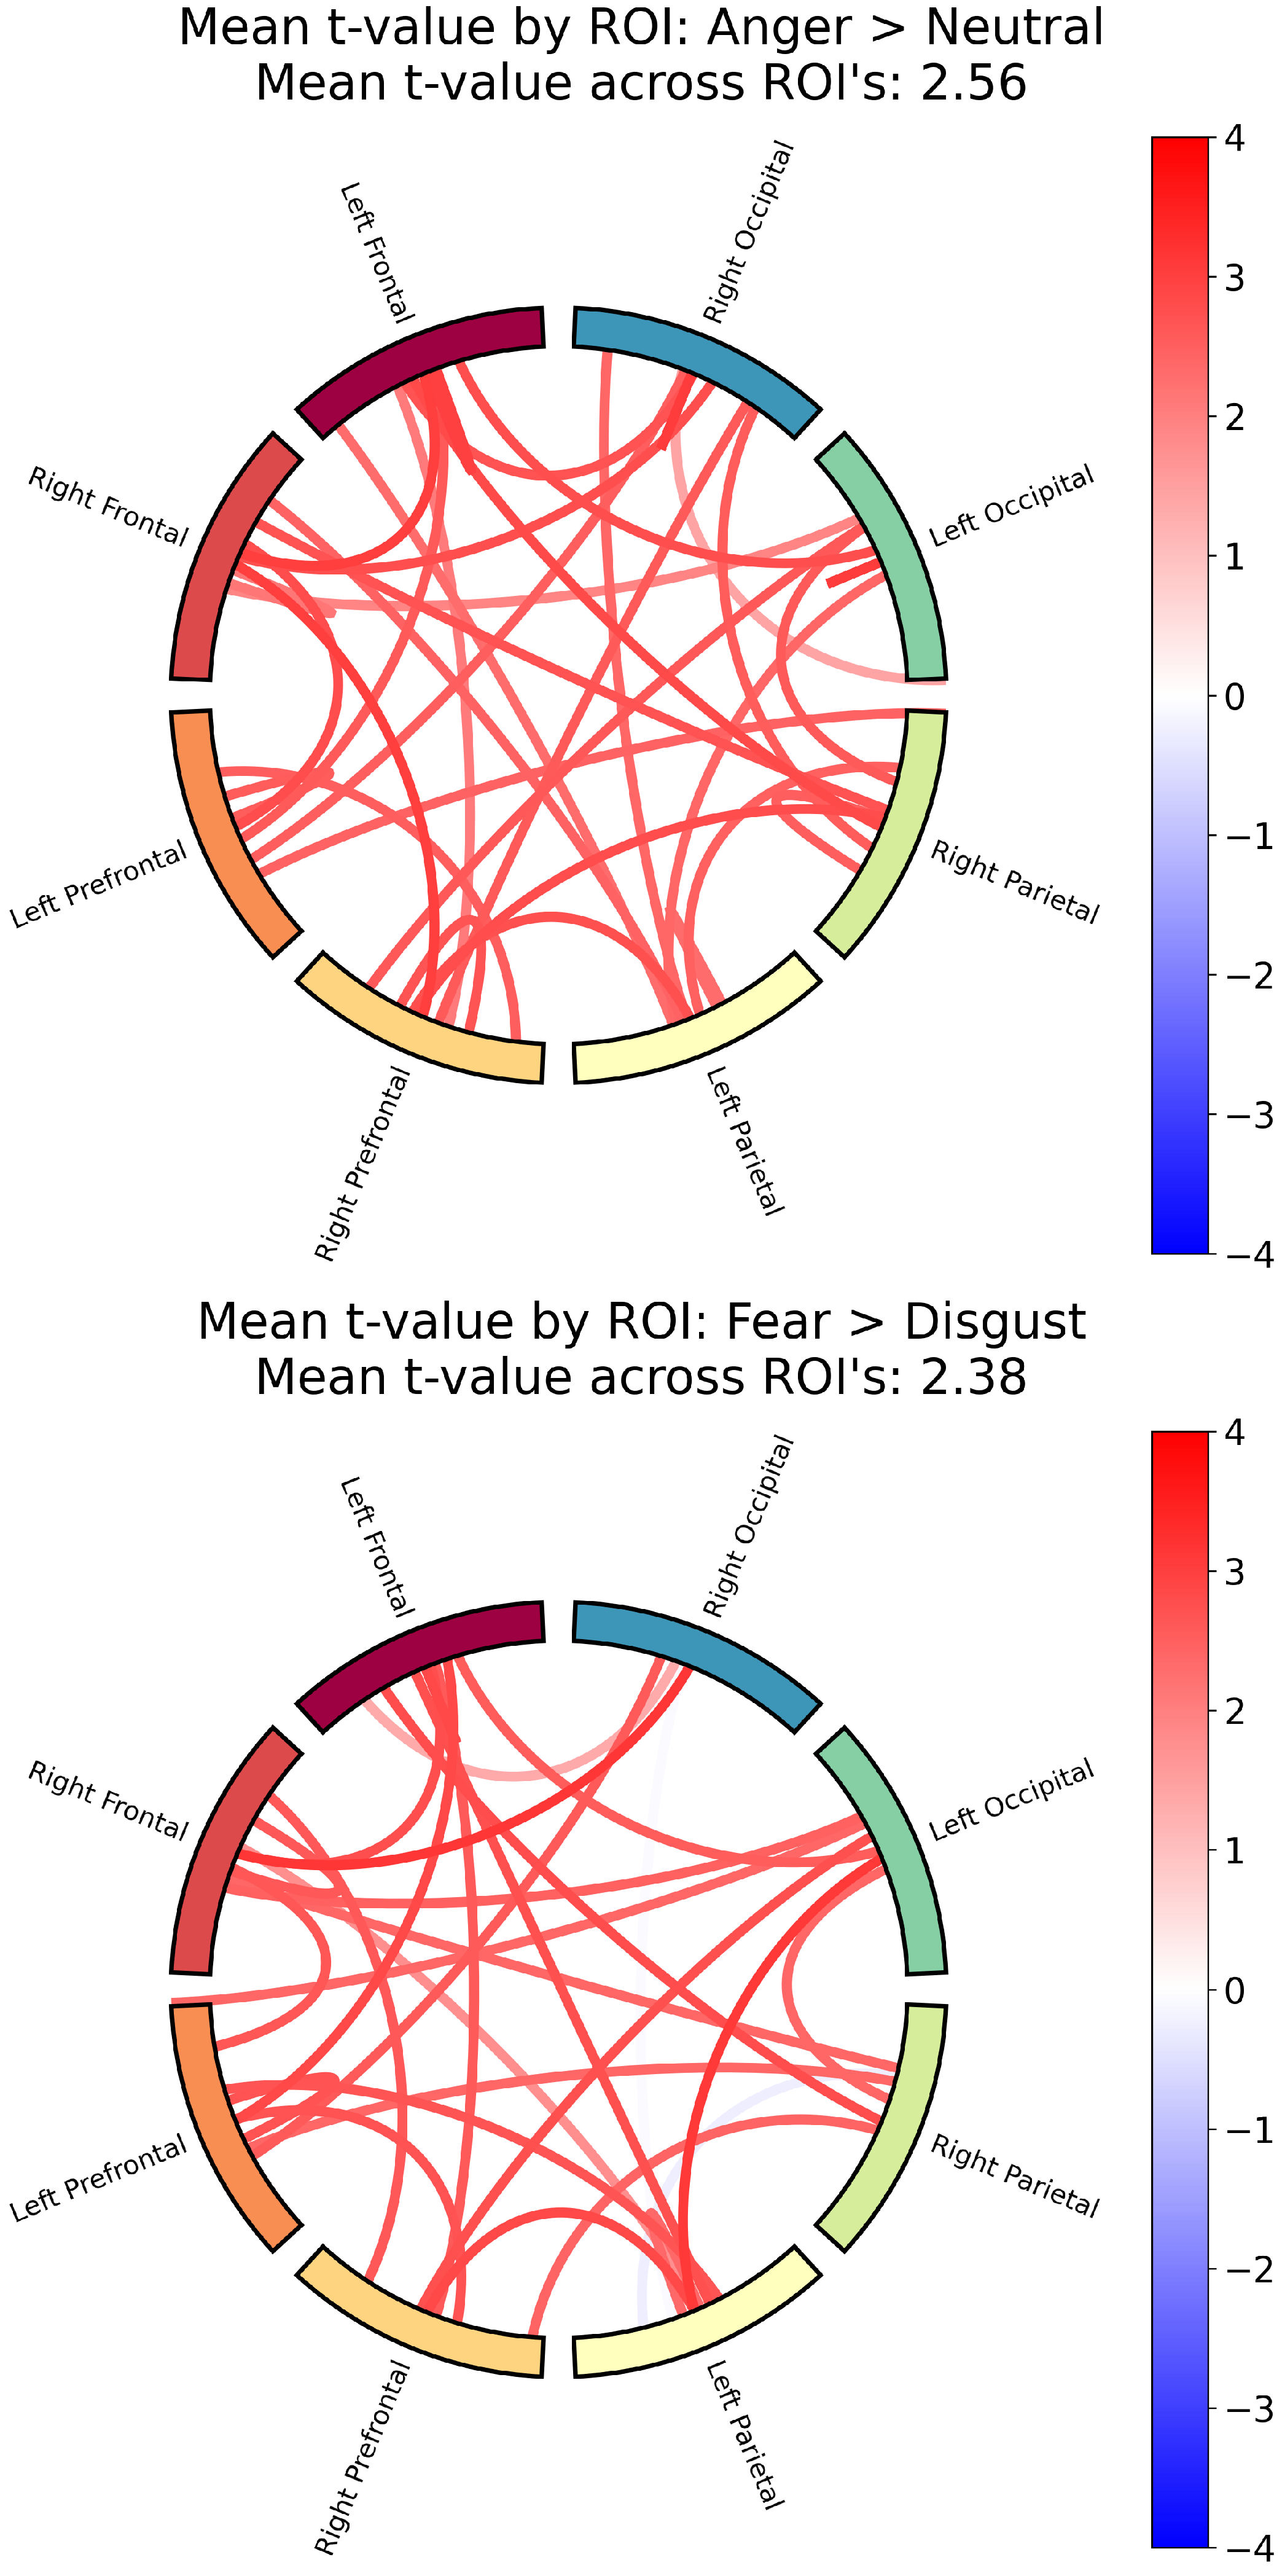 Mean t-value by ROI: Anger > Neutral
Mean t-value across ROI's: 2.56
Left Frontal
Right Occipital
Right Frontal
Left Occipital
Left Prefrontal
Right Parietal
Right Prefrontal
Left Parietal
4
3
2
1
0
−1
−2
−3
−4
Mean t-value by ROI: Fear > Disgust
Mean t-value across ROI's: 2.38
Left Frontal
Right Occipital
Right Frontal
Left Occipital
Left Prefrontal
Right Parietal
Right Prefrontal
Left Parietal
4
3
2
1
0
−1
−2
−3
−4